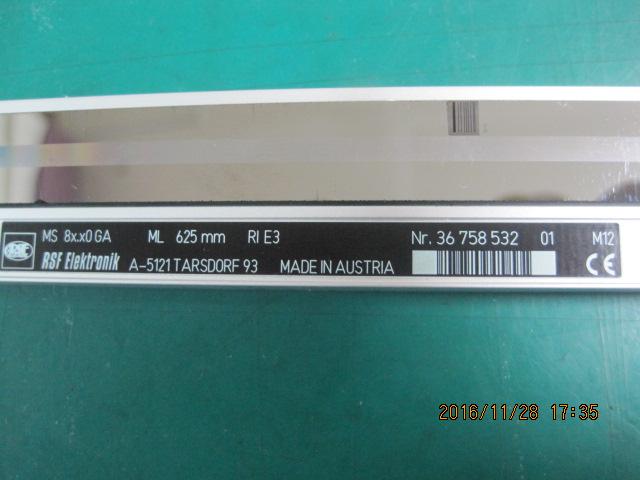 MS 8x.x0 GA ML 625 mm RI E3 Nr. 36 758 532 01 M12
RSF Elektronik A-5121 TARSDORF 93 MADE IN AUSTRIA CE
2016/11/28 17:35